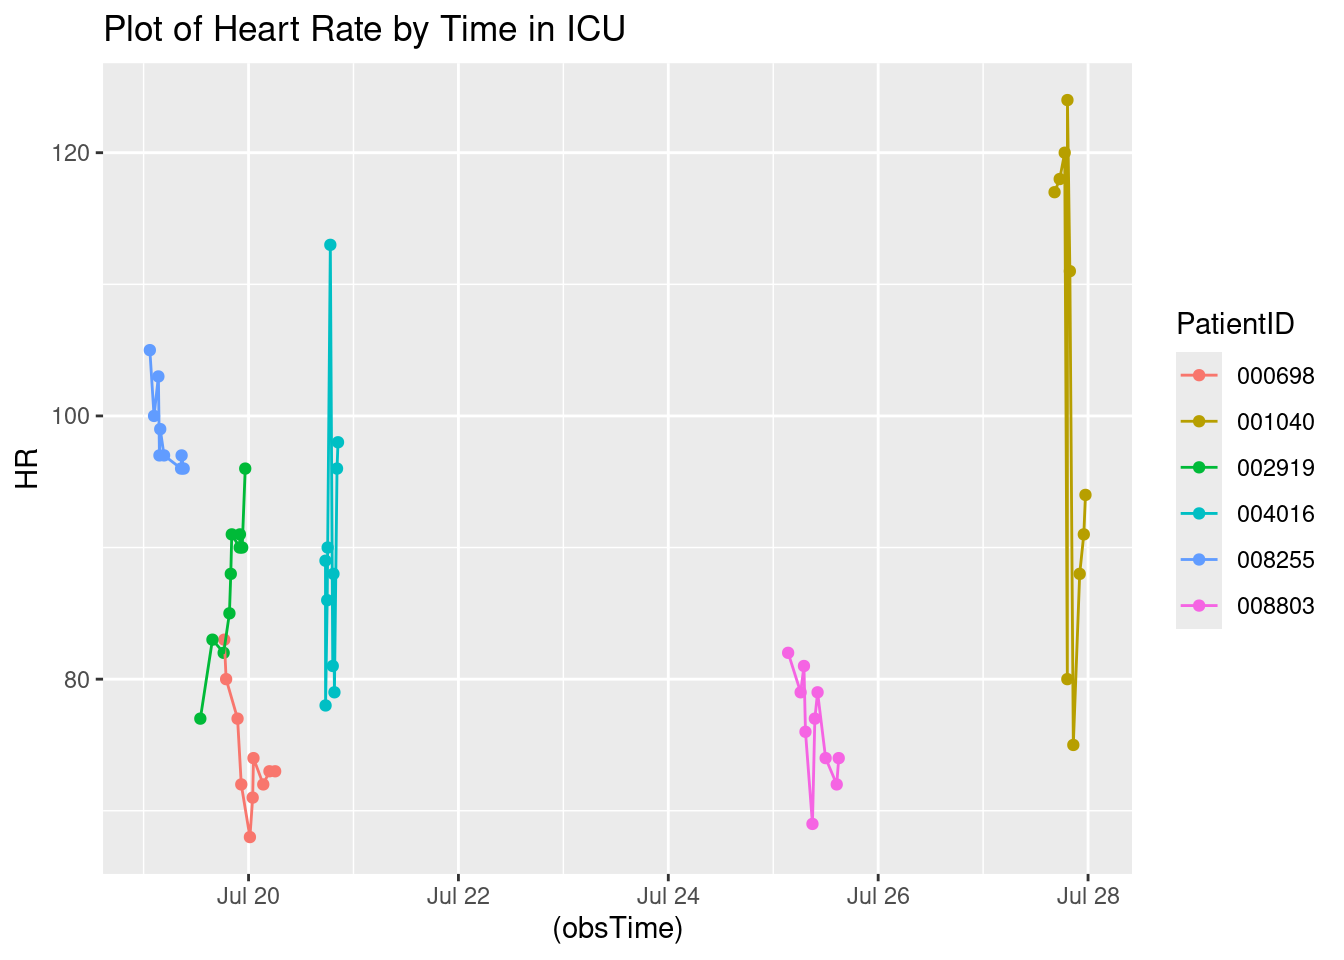 Plot of Heart Rate by Time in ICU
120
100
80
HR
Jul 20
Jul 22
Jul 24
Jul 26
Jul 28
(obsTime)
PatientID
000698
001040
002919
004016
008255
008803